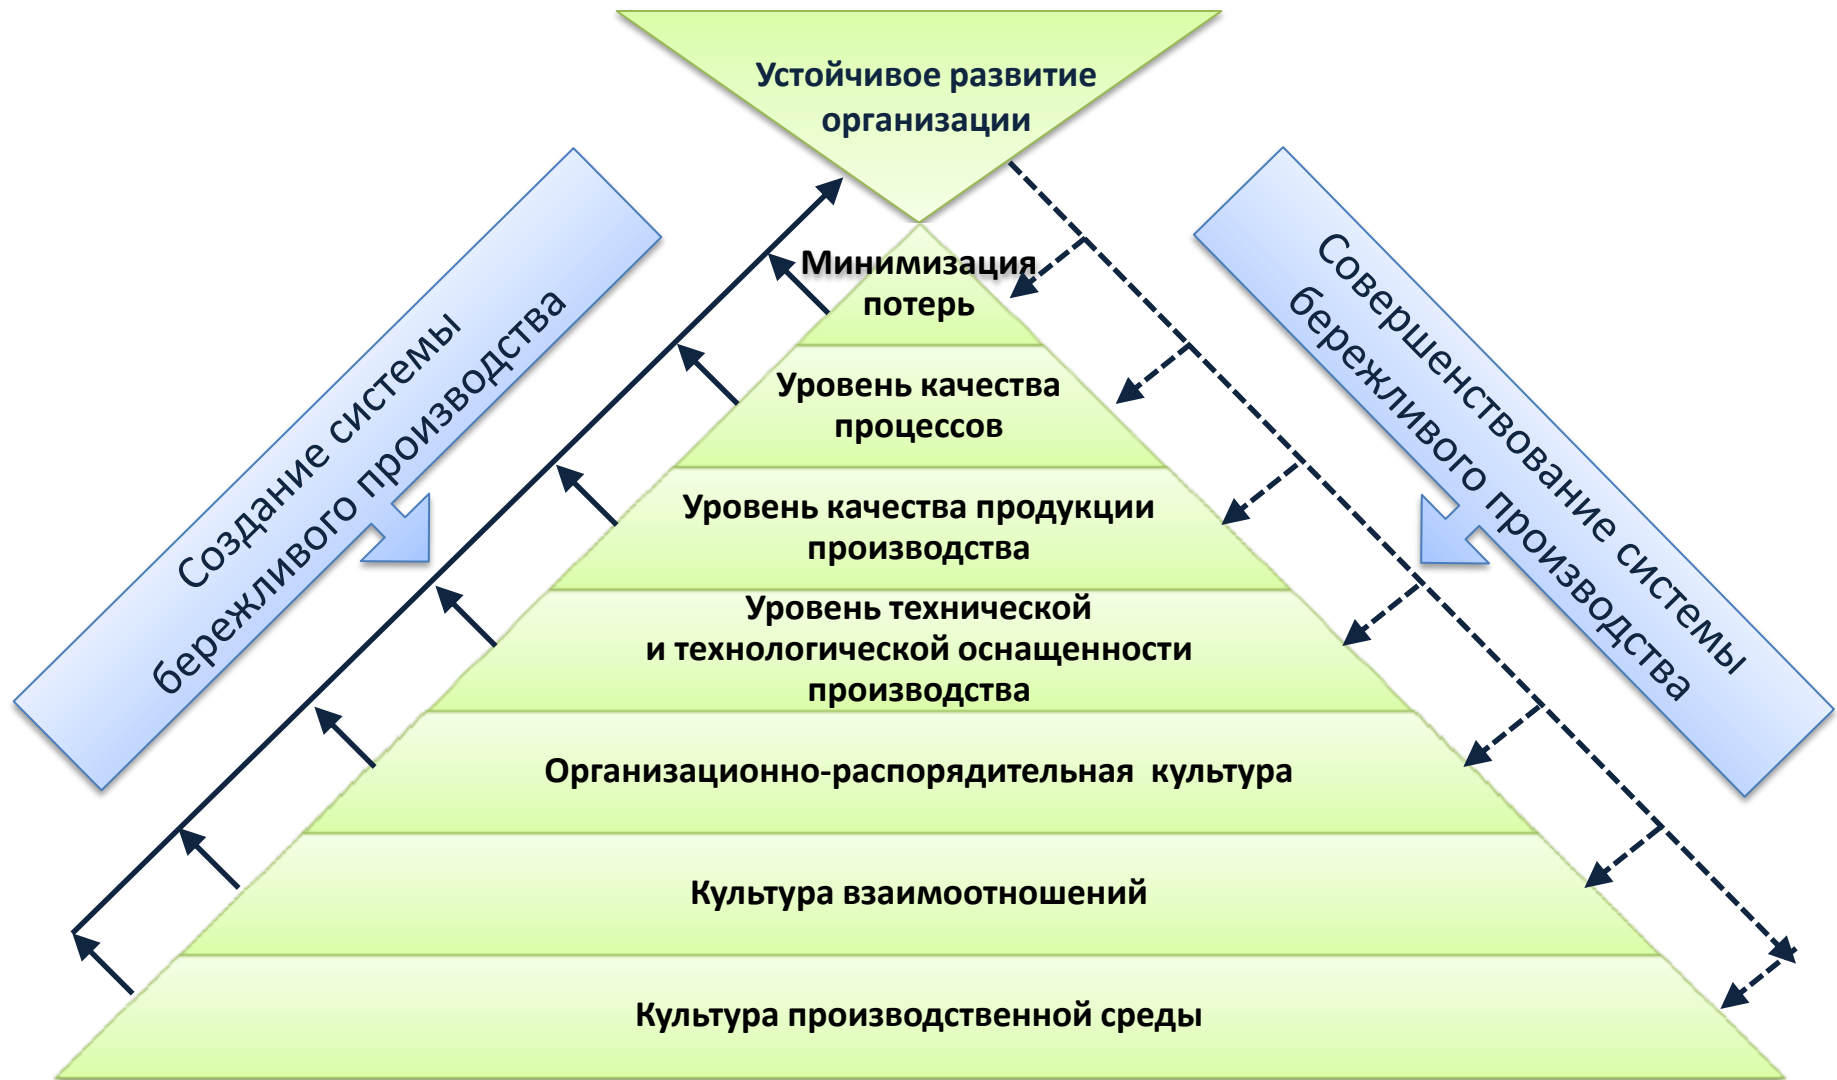 Устойчивое развитие
организации
Создание системы
бережливого производства
Совершенствование системы
бережливого производства
Минимизация
потерь
Уровень качества
процессов
Уровень качества продукции
производства
Уровень технической
и технологической оснащенности
производства
Организационно-распорядительная культура
Культура взаимоотношений
Культура производственной среды